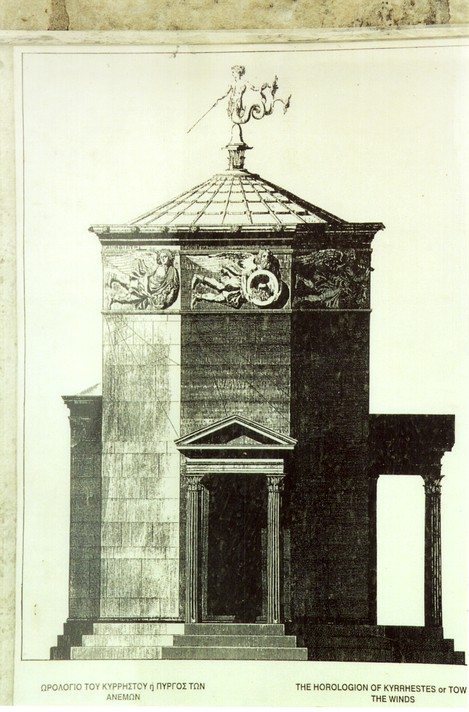 ΩΡΟΛΟΓΙΟ ΤΟΥ ΚΥΡΡΗΣΤΟΥ ή ΠΥΡΓΟΣ ΤΩΝ
ΑΝΕΜΩΝ
THE HOROLOGION OF KYRRHESTES or TOW
THE WINDS